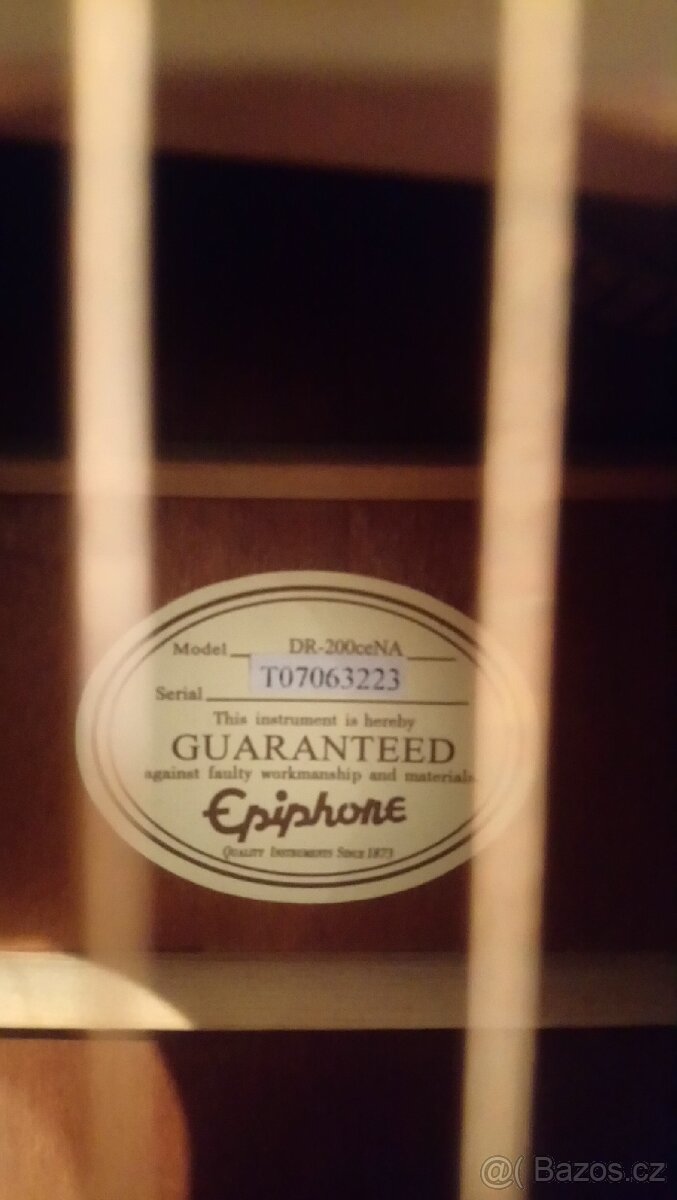 Model DR-200ceNA
T07063223
Serial
This instrument is hereby
GUARANTEED
against faulty workmanship and materials
Epiphone
QUALITY INSTRUMENTS SINCE 1873
@( Bazos.cz